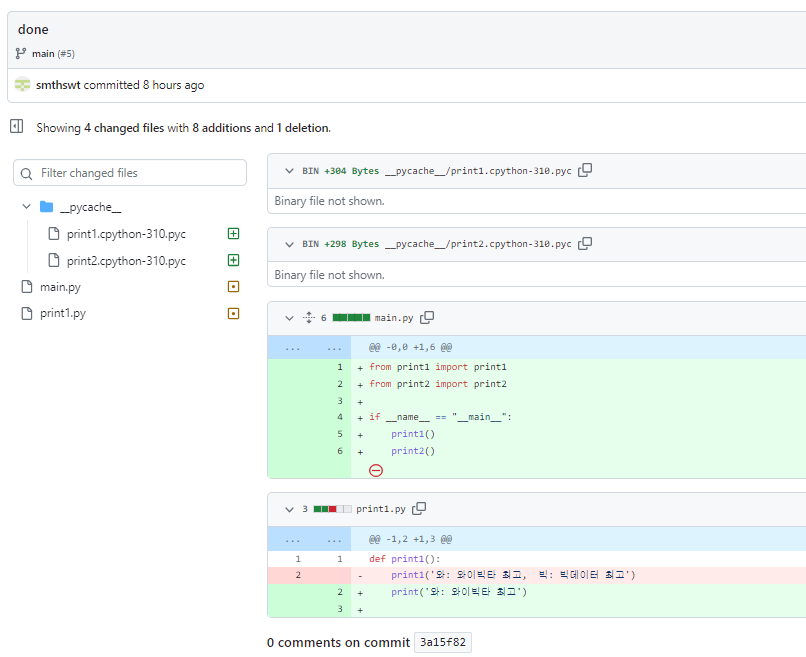 done
main (#5)
smthswt committed 8 hours ago
Showing 4 changed files with 8 additions and 1 deletion.
Filter changed files
__pycache__
print1.cpython-310.pyc
print2.cpython-310.pyc
main.py
print1.py
BIN +304 Bytes __pycache__/print1.cpython-310.pyc
Binary file not shown.
BIN +298 Bytes __pycache__/print2.cpython-310.pyc
Binary file not shown.
6 main.py
... ... @@ -0,0 +1,6 @@
1 + from print1 import print1
2 + from print2 import print2
3 +
4 + if __name__ == "__main__":
5 +     print1()
6 +     print2()
3 print1.py
... ... @@ -1,2 +1,3 @@
1 1 def print1():
2 -     print1('와: 와이빅타 최고, 빅: 빅데이터 최고')
2 +     print('와: 와이빅타 최고')
3 +
0 comments on commit 3a15f82